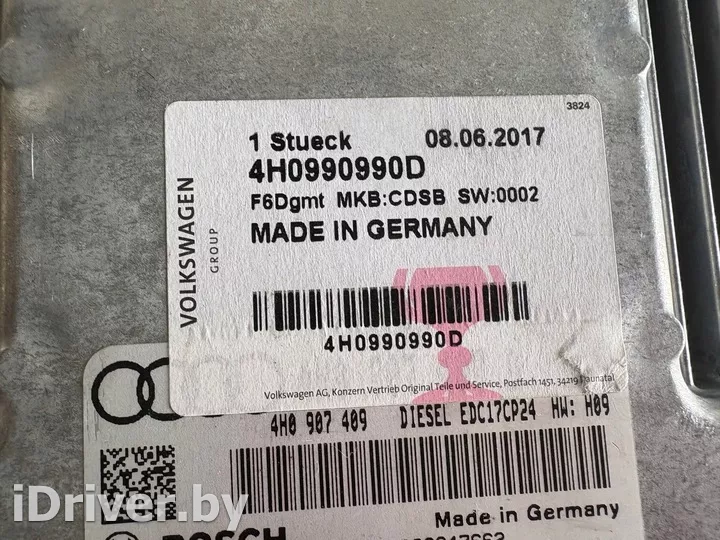 3824
1 Stueck 08.06.2017
4H0990990D
F6Dgmt MKB:CDSB SW:0002
MADE IN GERMANY
VOLKSWAGEN
GROUP
4H0990990D
Volkswagen AG, Konzern Vertrieb Original Teile und Service, Postfach 1451, 34219 Baunatal
4H0 907 409 DIESEL EDC17CP24 HW: H09
Made in Germany
BOSCH
iDriver.by